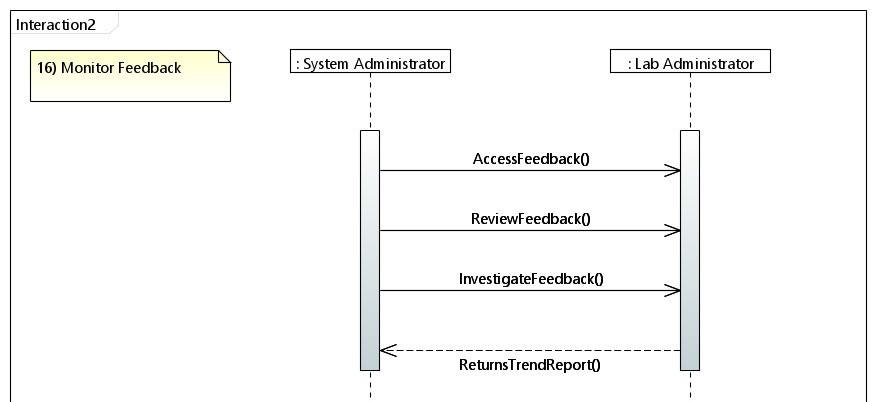 Interaction2
16) Monitor Feedback
: System Administrator
: Lab Administrator
AccessFeedback()
ReviewFeedback()
InvestigateFeedback()
ReturnsTrendReport()